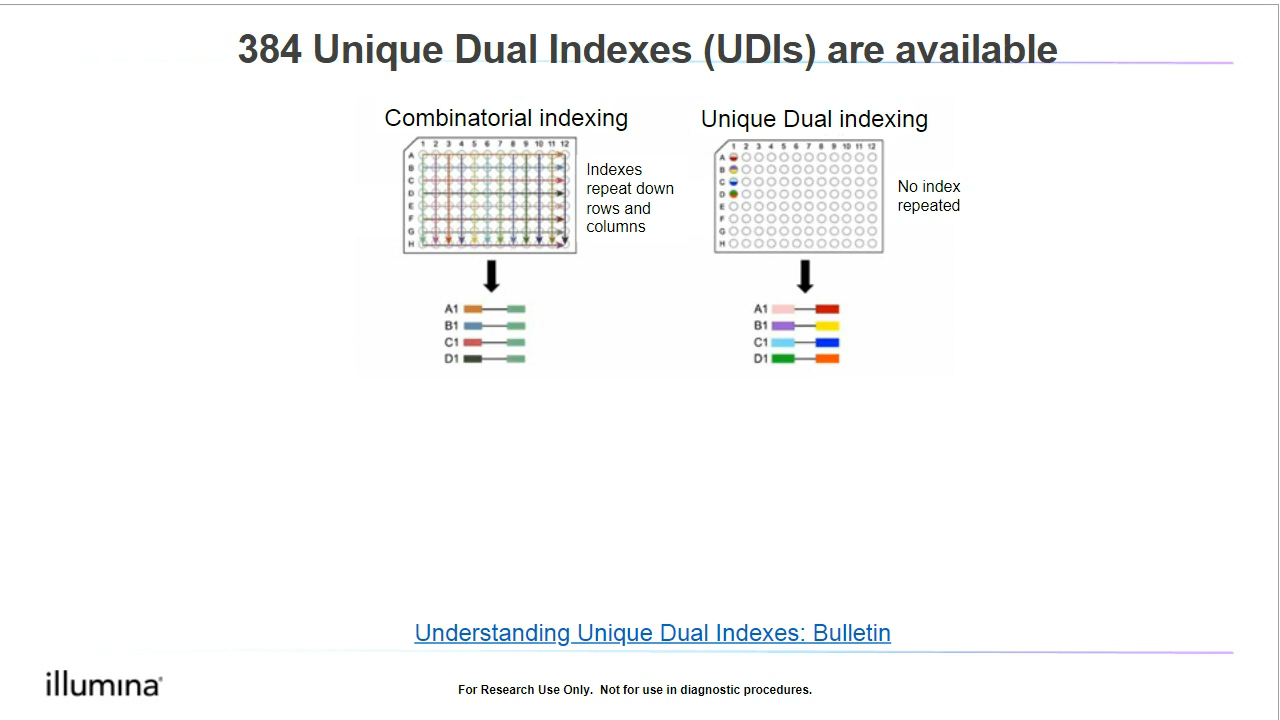 384 Unique Dual Indexes (UDIs) are available
Combinatorial indexing
1 2 3 4 5 6 7 8 9 10 11 12
A
B
C
D
E
F
G
H
Indexes
repeat down
rows and
columns
A1
B1
C1
D1
Unique Dual indexing
1 2 3 4 5 6 7 8 9 10 11 12
A
B
C
D
E
F
G
H
No index
repeated
A1
B1
C1
D1
Understanding Unique Dual Indexes: Bulletin
illumina®
For Research Use Only. Not for use in diagnostic procedures.